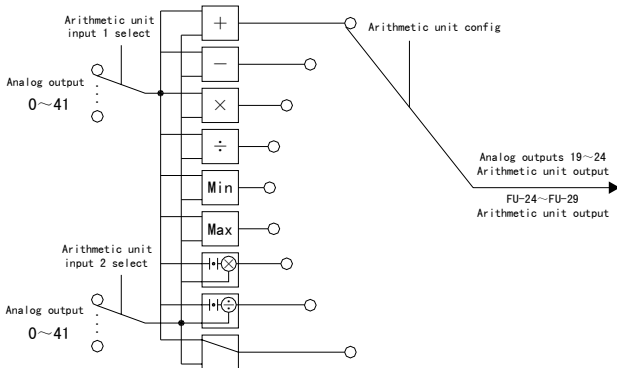 Arithmetic unit
input 1 select
Analog output
0～41
+
−
×
÷
Min
Max
|·|⊗
|·|⊕
Arithmetic unit
input 2 select
Analog output
0～41
Arithmetic unit config
Analog outputs 19～24
Arithmetic unit output
FU-24～FU-29
Arithmetic unit output